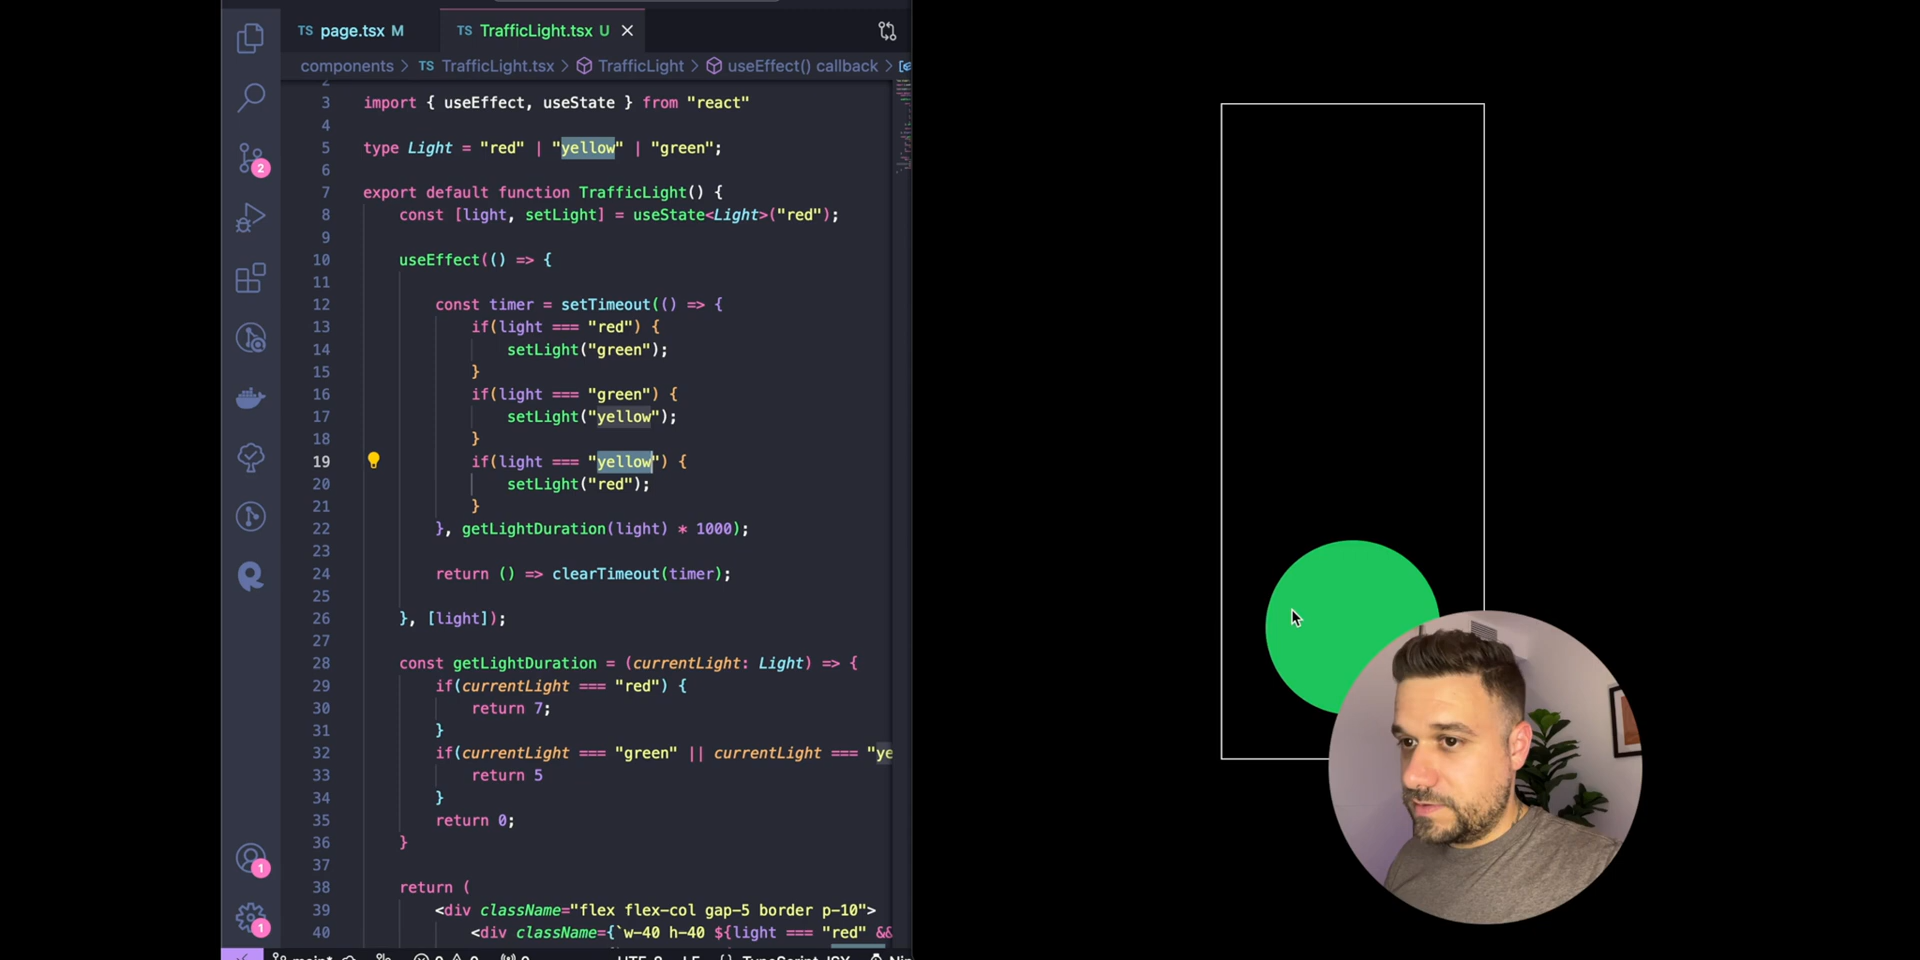 TS page.tsx M
TS TrafficLight.tsx U
components > TS TrafficLight.tsx > TrafficLight > useEffect() callback >
2
3 import { useEffect, useState } from "react"
4
5 type Light = "red" | "yellow" | "green";
6
7 export default function TrafficLight() {
8 const [light, setLight] = useState<Light>("red");
9
10 useEffect(() => {
11
12 const timer = setTimeout(() => {
13 if(light === "red") {
14 setLight("green");
15 }
16 if(light === "green") {
17 setLight("yellow");
18 }
19 if(light === "yellow") {
20 setLight("red");
21 }
22 }, getLightDuration(light) * 1000);
23
24 return () => clearTimeout(timer);
25
26 }, [light]);
27
28 const getLightDuration = (currentLight: Light) => {
29 if(currentLight === "red") {
30 return 7;
31 }
32 if(currentLight === "green" || currentLight === "ye
33 return 5
34 }
35 return 0;
36 }
37
38 return (
39 <div className="flex flex-col gap-5 border p-10">
40 <div className={`w-40 h-40 ${light === "red" &&
2
1
1